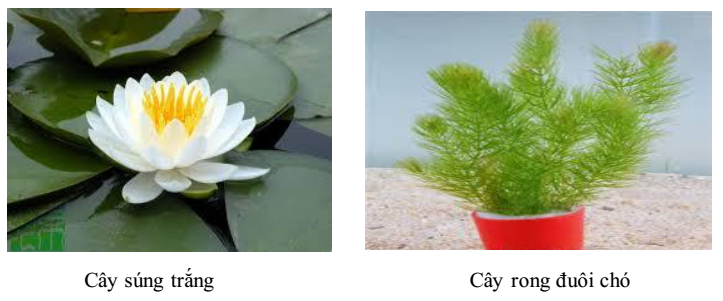 Cây súng trắng
Cây rong đuôi chó